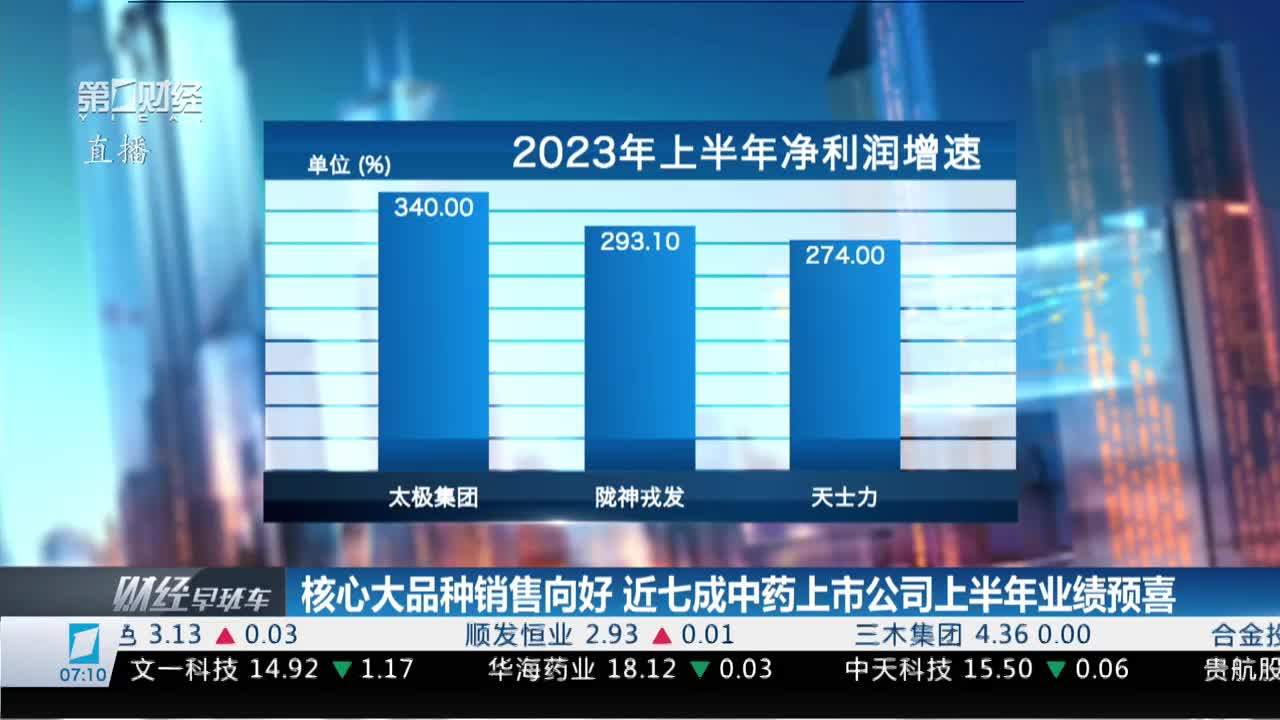 第一财经
YICAI
直播
单位 (%)
2023年上半年净利润增速
340.00
293.10
274.00
太极集团
陇神戎发
天士力
财经早班车
核心大品种销售向好 近七成中药上市公司上半年业绩预喜
3.13 ▲ 0.03 顺发恒业 2.93 ▲ 0.01 三木集团 4.36 0.00 合金
07:10
文一科技 14.92 ▼ 1.17 华海药业 18.12 ▼ 0.03 中天科技 15.50 ▼ 0.06 贵航股